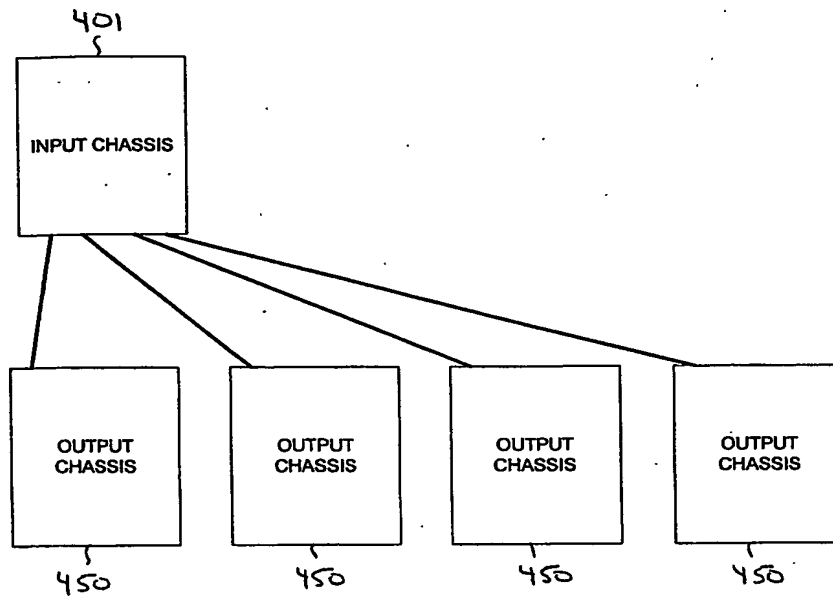 401
INPUT CHASSIS
OUTPUT
CHASSIS
OUTPUT
CHASSIS
OUTPUT
CHASSIS
OUTPUT
CHASSIS
450
450
450
450